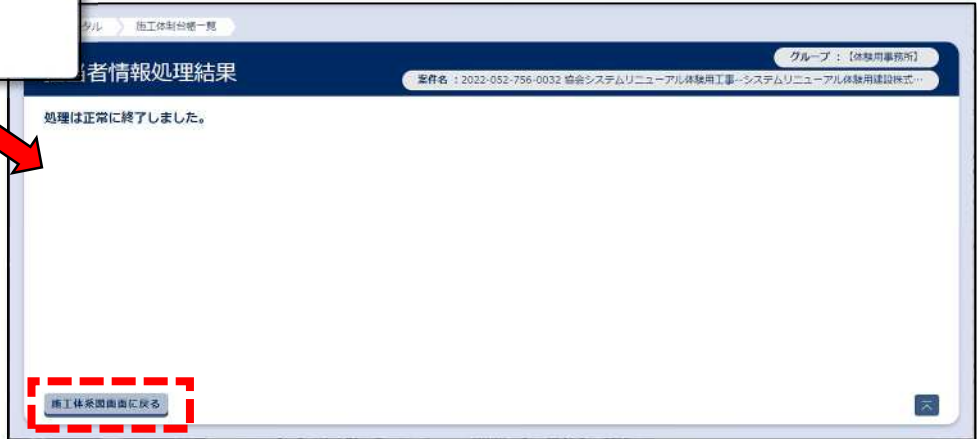 タル 〉 施工体制台帳一覧 〉
グループ：【体験用事務所】
者情報処理結果
案件名 ：2022-052-756-0032 協会システムリニューアル体験用工事--システムリニューアル体験用建設株式…
処理は正常に終了しました。
施工体系図画面に戻る